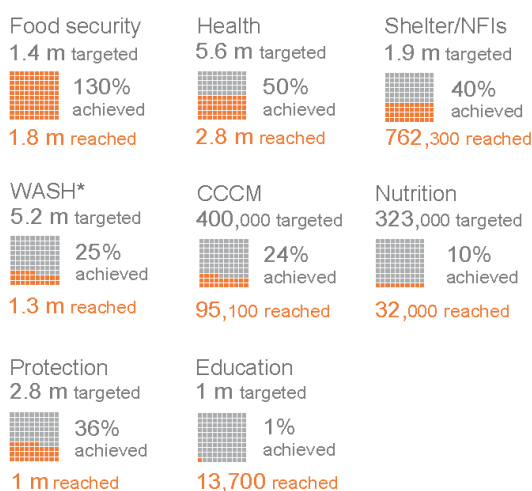 Food security
1.4 m targeted
130%
achieved
1.8 m reached
Health
5.6 m targeted
50%
achieved
2.8 m reached
Shelter/NFIs
1.9 m targeted
40%
achieved
762,300 reached
WASH*
5.2 m targeted
25%
achieved
1.3 m reached
CCCM
400,000 targeted
24%
achieved
95,100 reached
Nutrition
323,000 targeted
10%
achieved
32,000 reached
Protection
2.8 m targeted
36%
achieved
1 m reached
Education
1 m targeted
1%
achieved
13,700 reached